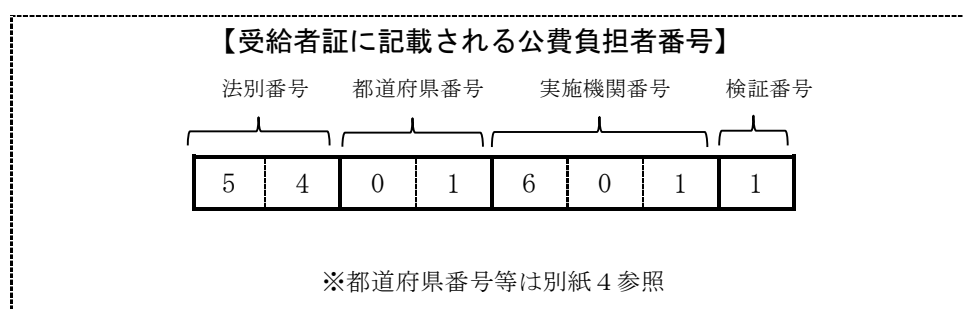 【受給者証に記載される公費負担者番号】
法別番号 都道府県番号 実施機関番号 検証番号
5 4 0 1 6 0 1 1
※都道府県番号等は別紙4参照